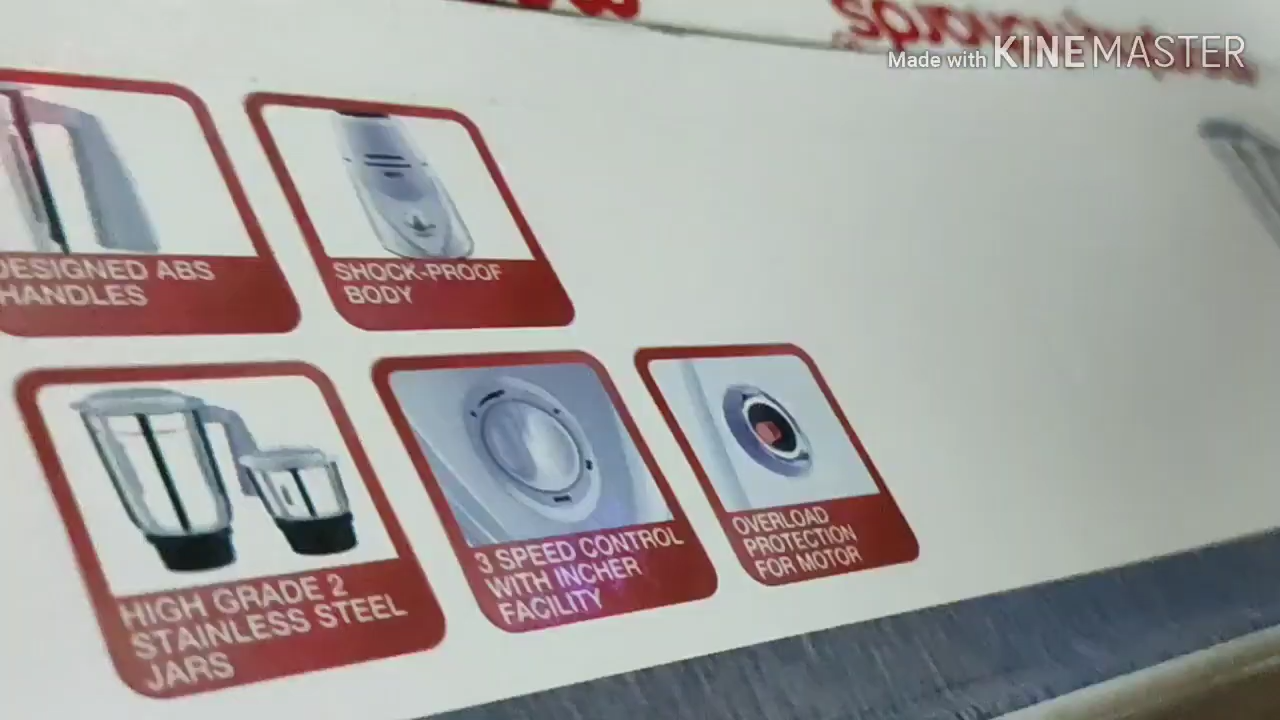 Made with KINEMASTER
DESIGNED ABS
HANDLES
SHOCK-PROOF
BODY
HIGH GRADE 2
STAINLESS STEEL
JARS
3 SPEED CONTROL
WITH INCHER
FACILITY
OVERLOAD
PROTECTION
FOR MOTOR